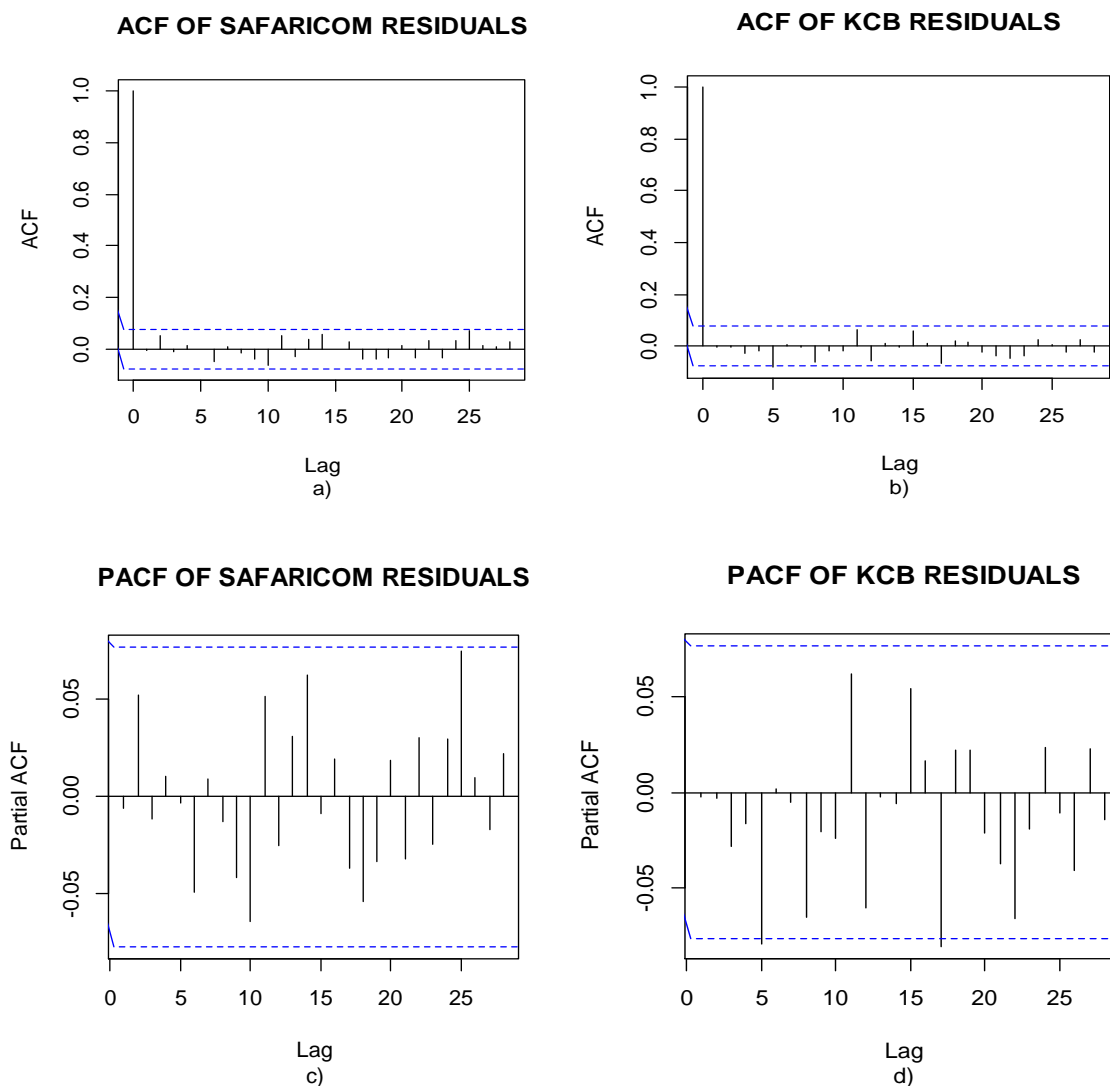 ACF OF SAFARICOM RESIDUALS
ACF
1.0
0.8
0.6
0.4
0.2
0.0
0 5 10 15 20 25
Lag
a)
ACF OF KCB RESIDUALS
ACF
1.0
0.8
0.6
0.4
0.2
0.0
0 5 10 15 20 25
Lag
b)
PACF OF SAFARICOM RESIDUALS
Partial ACF
0.05
0.00
-0.05
0 5 10 15 20 25
Lag
c)
PACF OF KCB RESIDUALS
Partial ACF
0.05
0.00
-0.05
0 5 10 15 20 25
Lag
d)